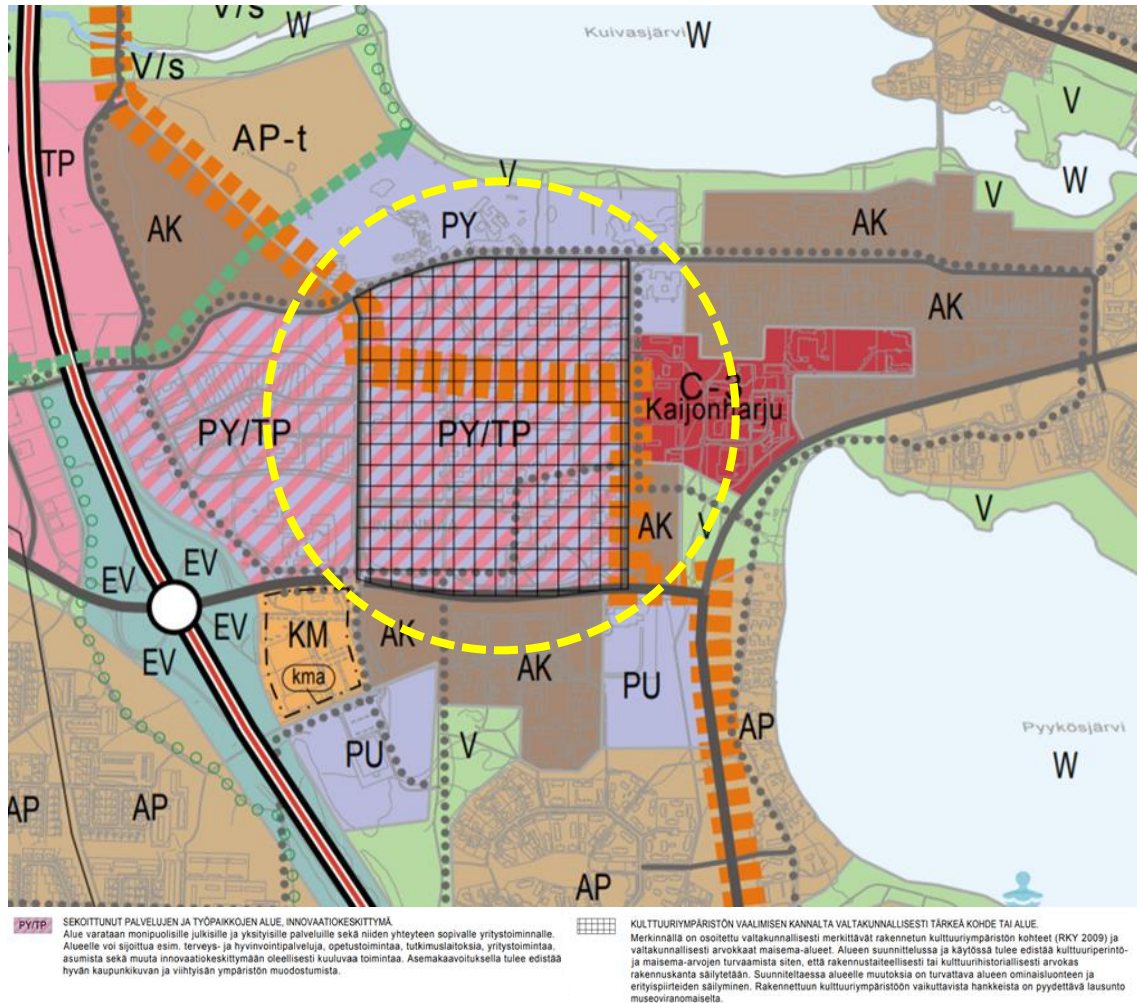 V/s
W
Kuivasjärvi W
V/s
V
AP-t
TP
W
V
V
AK
PY
AK
AK
C-3
Kaijonharju
PY/TP
PY/TP
V
AK
V
EV
EV
EV
EV
KM
AK
kma
AK
PU
PU
AP
V
Pyykösjärvi
W
AP
AP
AP
PY/TP
SEKOITTUNUT PALVELUJEN JA TYÖPAIKKOJEN ALUE, INNOVAATIOKESKITTYMÄ.
Alue varataan monipuolisille julkisille ja yksityisille palveluille sekä niiden yhteyteen sopivalle yritystoiminnalle.
Alueelle voi sijoittua esim. terveys- ja hyvinvointipalveluja, opetustoimintaa, tutkimuslaitoksia, yritystoimintaa,
asumista sekä muuta innovaatiokeskittymään oleellisesti kuuluvaa toimintaa. Asemakaavoituksella tulee edistää
hyvän kaupunkikuvan ja viihtyisän ympäristön muodostumista.
KULTTUURIYMPÄRISTÖN VAALIMISEN KANNALTA VALTAKUNNALLISESTI TÄRKEÄ KOHDE TAI ALUE.
Merkinnällä on osoitettu valtakunnallisesti merkittävät rakennetun kulttuuriympäristön kohteet (RKY 2009) ja
valtakunnallisesti arvokkaat maisema-alueet. Alueen suunnittelussa ja käytössä tulee edistää kulttuuriperintö-
ja maisema-arvojen turvaamista siten, että rakennustaiteellisesti tai kulttuurihistoriallisesti arvokas
rakennuskanta säilytetään. Suunniteltaessa alueelle muutoksia on turvattava alueen ominaisluonteen ja
erityispiirteiden säilyminen. Rakennettuun kulttuuriympäristöön vaikuttavista hankkeista on pyydettävä lausunto
museoviranomaiselta.